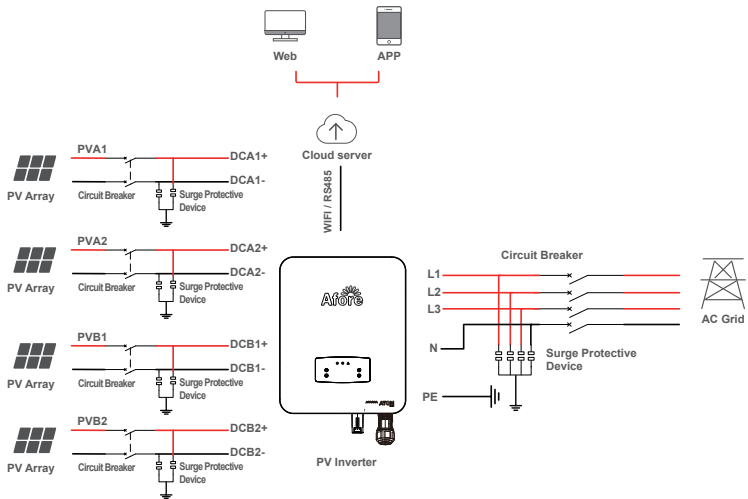 Web
APP
Cloud server
WIFI / RS485
PVA1
DCA1+
DCA1-
PV Array
Circuit Breaker
Surge Protective
Device
PVA2
DCA2+
DCA2-
PV Array
Circuit Breaker
Surge Protective
Device
PVB1
DCB1+
DCB1-
PV Array
Circuit Breaker
Surge Protective
Device
PVB2
DCB2+
DCB2-
PV Array
Circuit Breaker
Surge Protective
Device
Afore
PV Inverter
Circuit Breaker
L1
L2
L3
N
PE
Surge Protective
Device
AC Grid